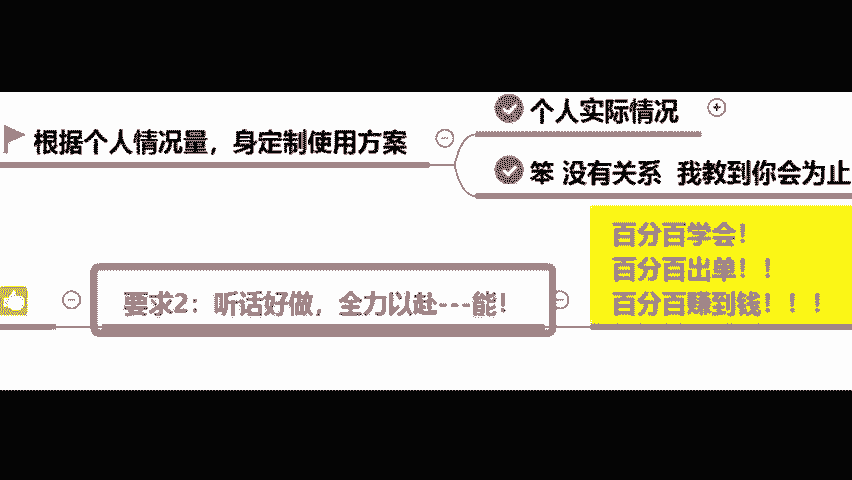 个人实际情况
根据个人情况量，身定制使用方案
笨 没有关系 我教到你会为止
百分百学会！
百分百出单！！
要求2：听话好做，全力以赴---能！
百分百赚到钱！！！